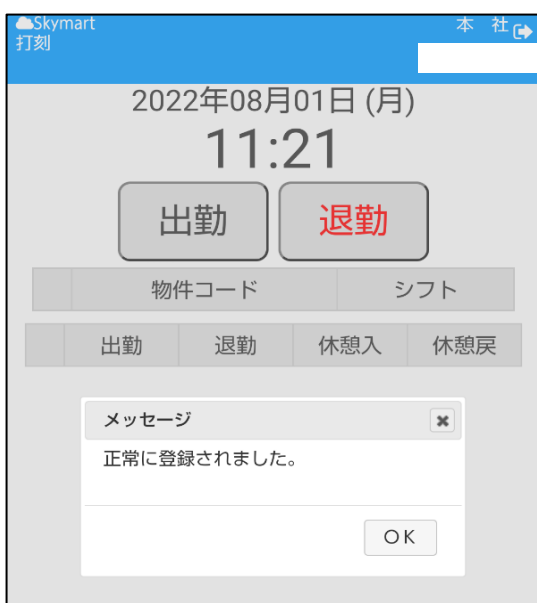 Skymart
本 社
打刻
2022年08月01日 (月)
11:21
出勤 退勤
物件コード シフト
出勤 退勤 休憩入 休憩戻
メッセージ
正常に登録されました。
OK